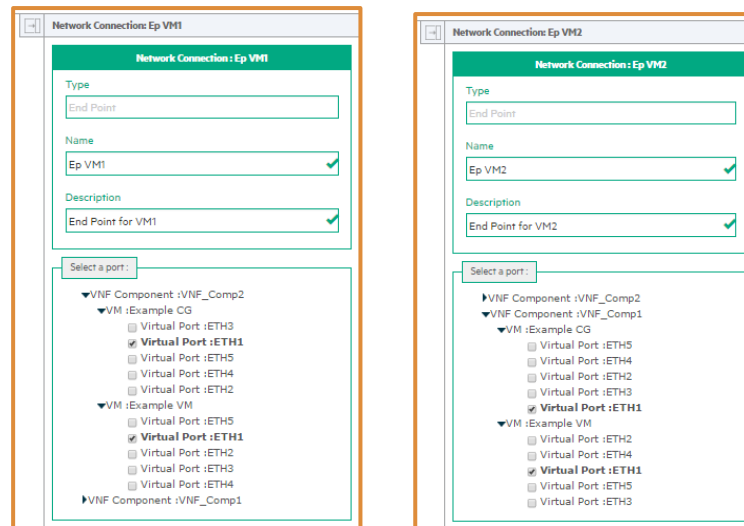 Network Connection: Ep VM1
Network Connection : Ep VM1
Type
End Point
Name
Ep VM1
Description
End Point for VM1
Select a port :
VNF Component :VNF_Comp2
VM :Example CG
Virtual Port :ETH3
Virtual Port :ETH1
Virtual Port :ETH5
Virtual Port :ETH4
Virtual Port :ETH2
VM :Example VM
Virtual Port :ETH5
Virtual Port :ETH1
Virtual Port :ETH2
Virtual Port :ETH3
Virtual Port :ETH4
VNF Component :VNF_Comp1
Network Connection: Ep VM2
Network Connection : Ep VM2
Type
End Point
Name
Ep VM2
Description
End Point for VM2
Select a port :
VNF Component :VNF_Comp2
VNF Component :VNF_Comp1
VM :Example CG
Virtual Port :ETH5
Virtual Port :ETH4
Virtual Port :ETH2
Virtual Port :ETH3
Virtual Port :ETH1
VM :Example VM
Virtual Port :ETH2
Virtual Port :ETH4
Virtual Port :ETH1
Virtual Port :ETH5
Virtual Port :ETH3